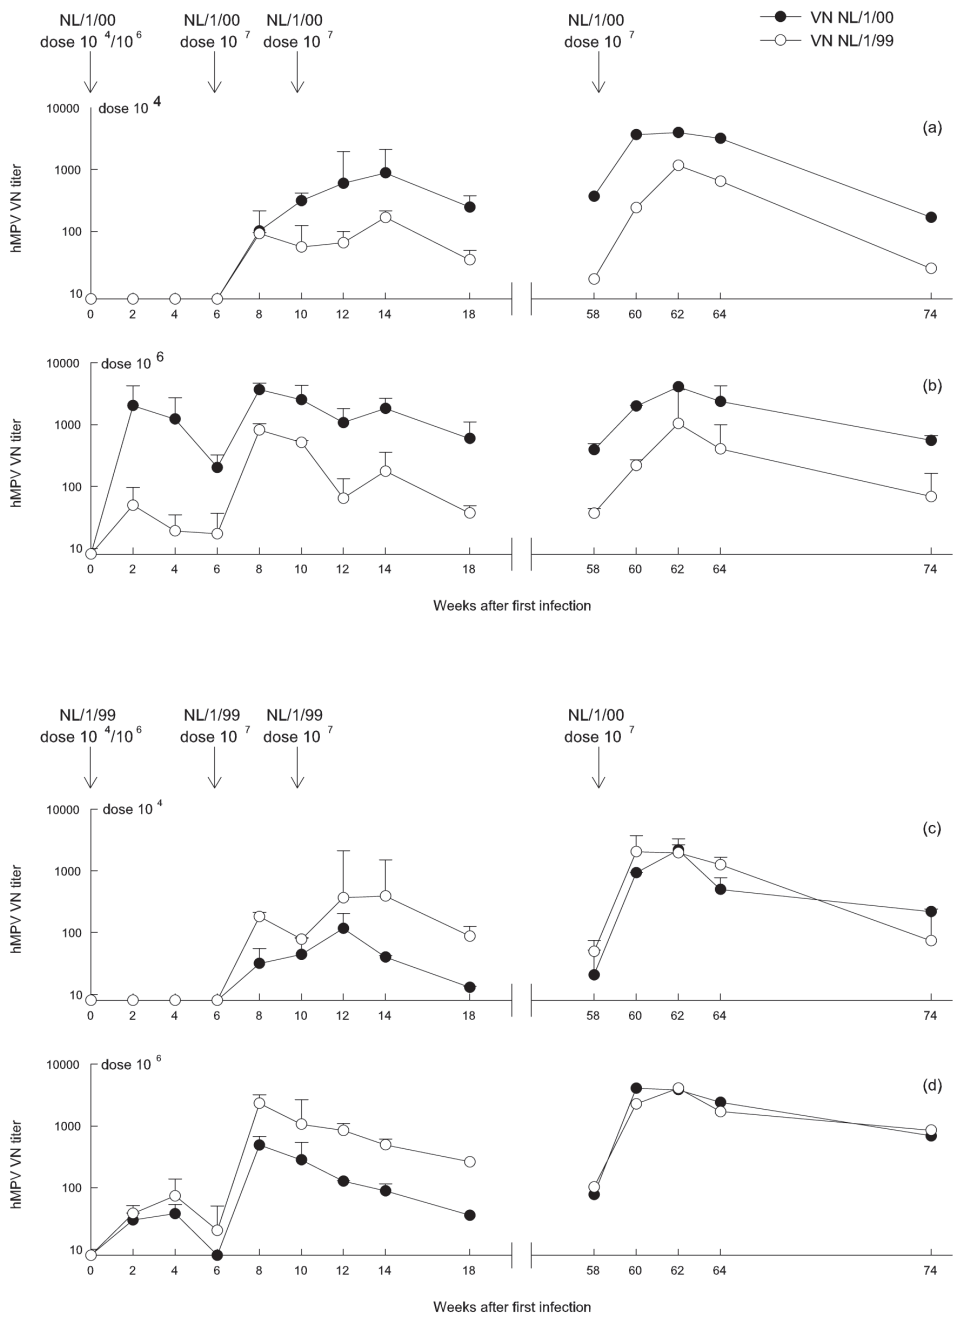 NL/1/00 NL/1/00 NL/1/00 NL/1/00
dose 10 4/10 6 dose 10 7 dose 10 7 dose 10 7
VN NL/1/00
VN NL/1/99
dose 10 4
(a)
hMPV VN titer
10000
1000
100
10
0 2 4 6 8 10 12 14 18 58 60 62 64 74
dose 10 6
(b)
hMPV VN titer
10000
1000
100
10
0 2 4 6 8 10 12 14 18 58 60 62 64 74
Weeks after first infection
NL/1/99 NL/1/99 NL/1/99 NL/1/00
dose 10 4/10 6 dose 10 7 dose 10 7 dose 10 7
dose 10 4
(c)
hMPV VN titer
10000
1000
100
10
0 2 4 6 8 10 12 14 18 58 60 62 64 74
dose 10 6
(d)
hMPV VN titer
10000
1000
100
10
0 2 4 6 8 10 12 14 18 58 60 62 64 74
Weeks after first infection